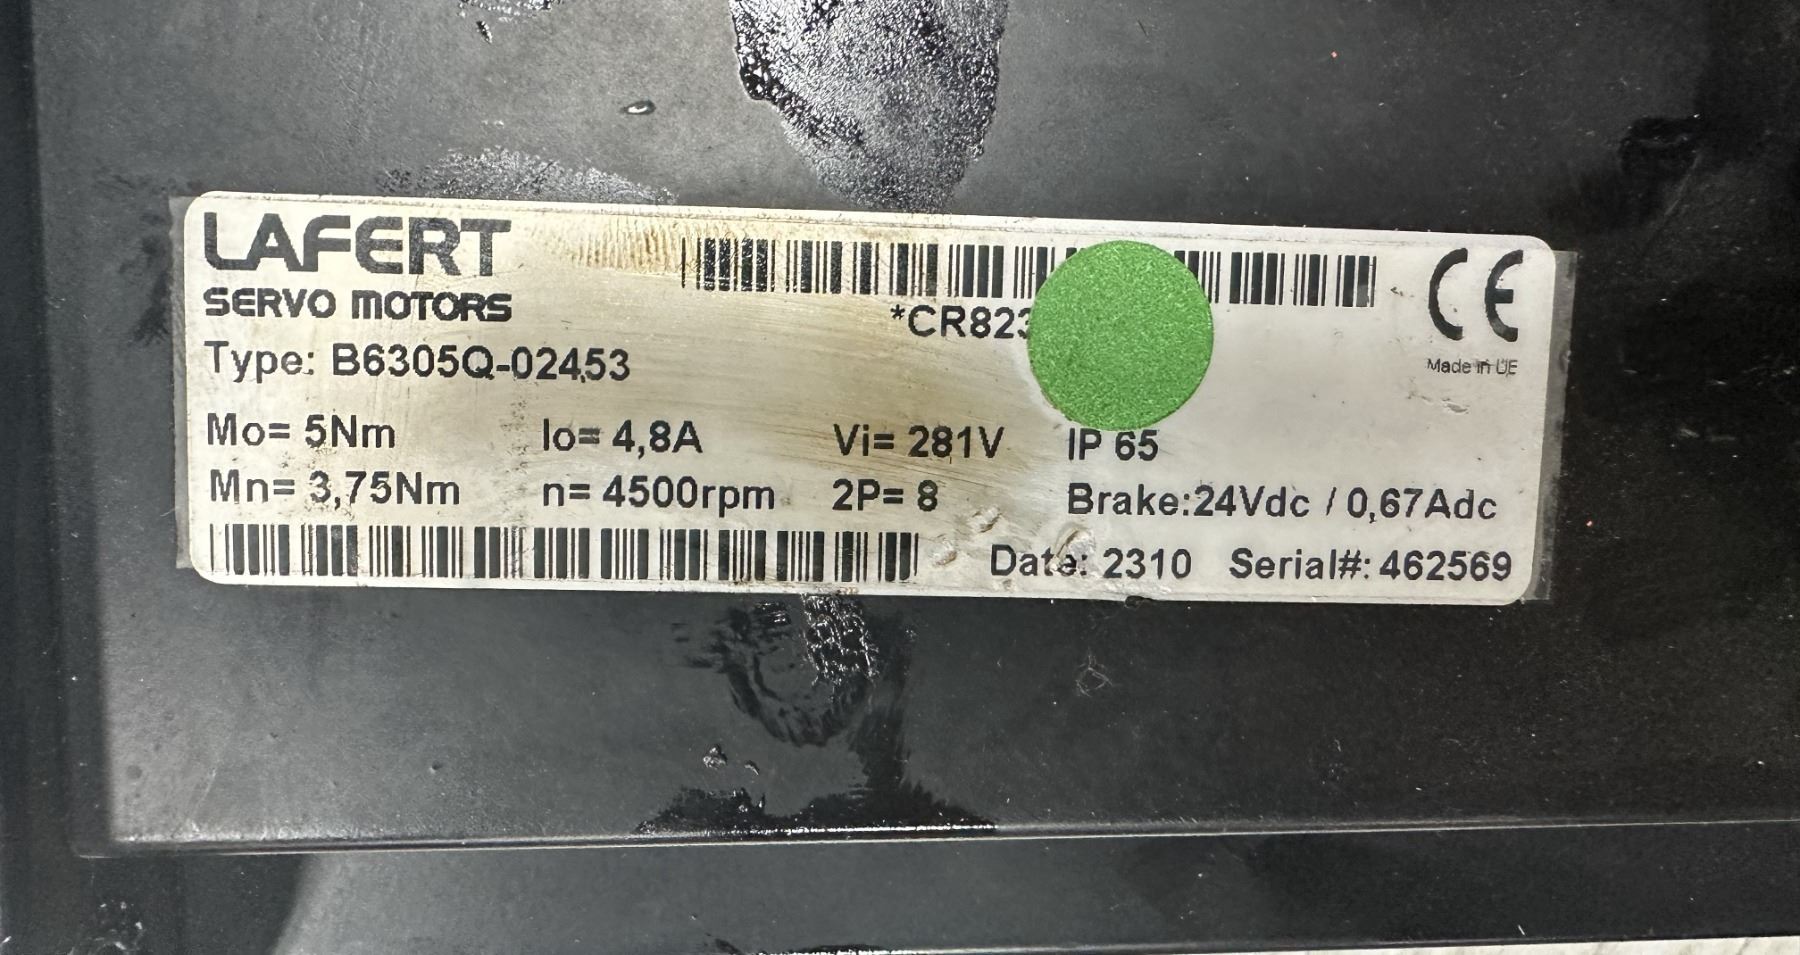 LAFERT
SERVO MOTORS
*CR82
CE
Made in UE
Type: B6305Q-02453
Mo= 5Nm Io= 4,8A Vi= 281V IP 65
Mn= 3,75Nm n= 4500rpm 2P= 8 Brake:24Vdc / 0,67Adc
Date: 2310 Serial#: 462569